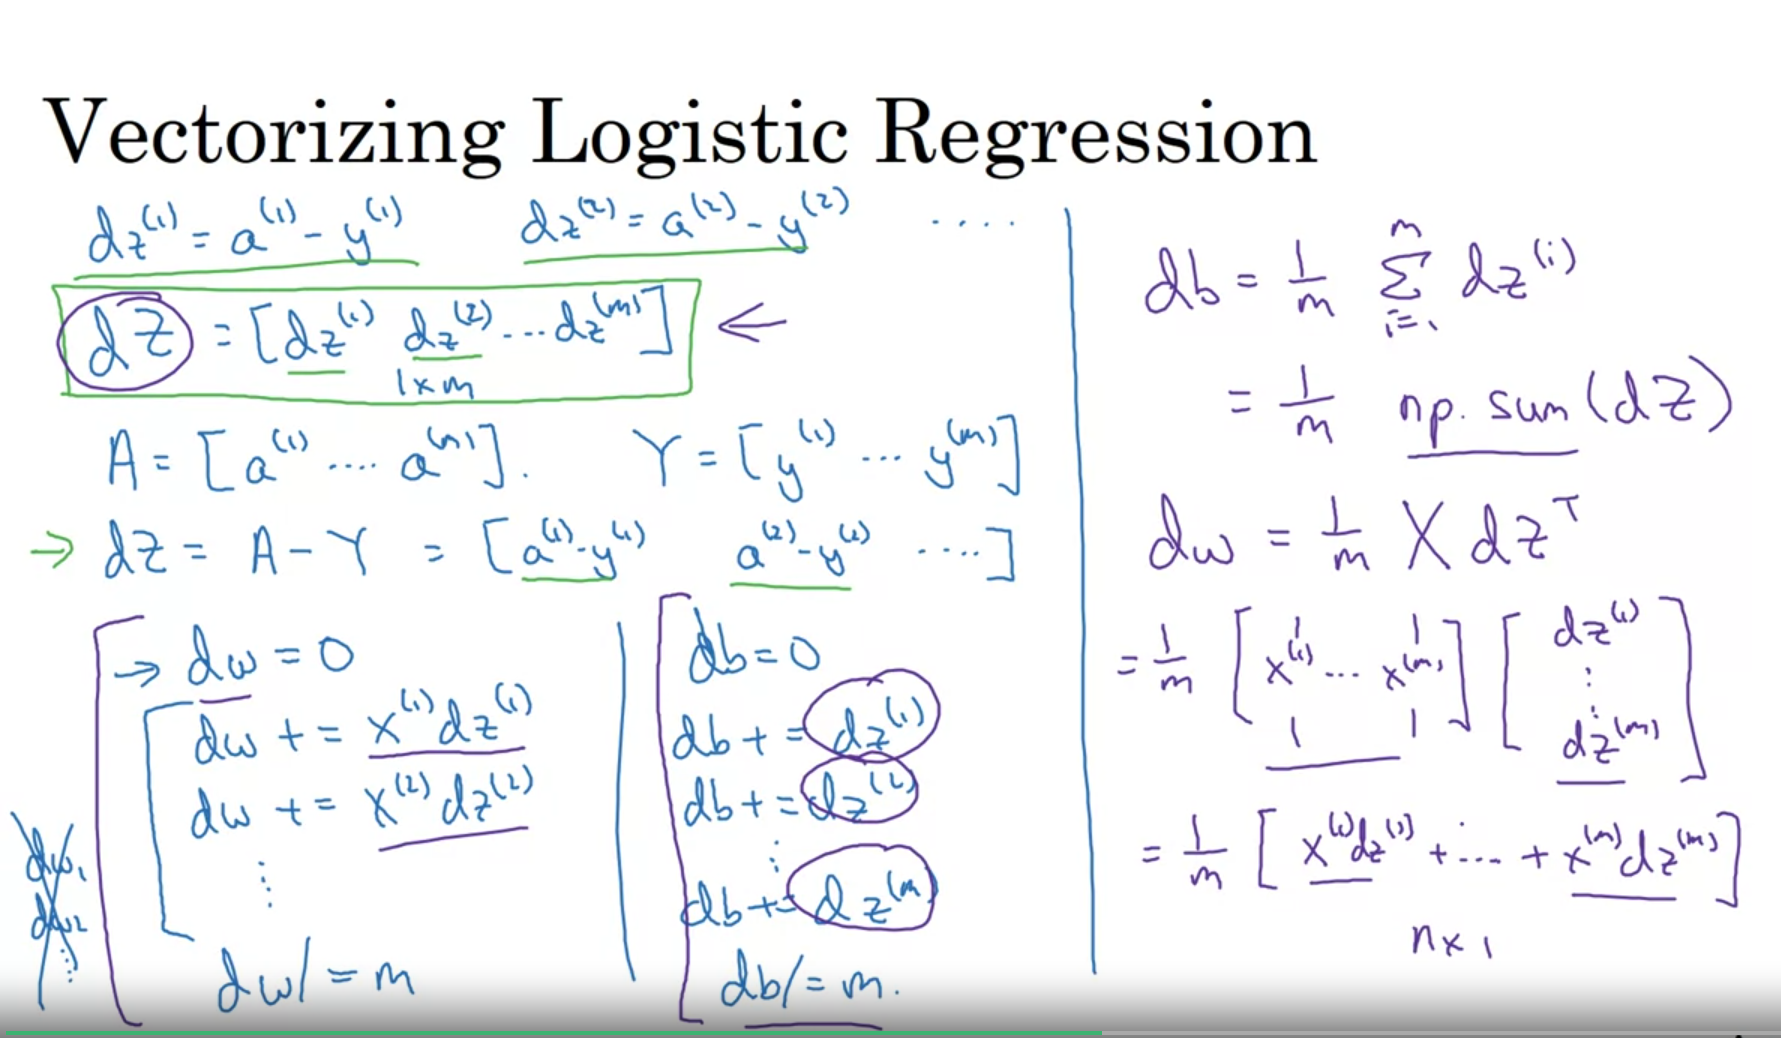 Vectorizing Logistic Regression
dz⁽¹⁾ = a⁽¹⁾ - y⁽¹⁾    dz⁽²⁾ = a⁽²⁾ - y⁽²⁾    ....
dZ = [dz⁽¹⁾ dz⁽²⁾ ... dz⁽ᵐ⁾] ←
1×m
A = [a⁽¹⁾ .... a⁽ᵐ⁾].    Y = [y⁽¹⁾ ... y⁽ᵐ⁾]
→ dZ = A - Y = [a⁽¹⁾-y⁽¹⁾    a⁽²⁾-y⁽²⁾    ....]
→ dw = 0
dw += x⁽¹⁾dz⁽¹⁾
dw += x⁽²⁾dz⁽²⁾
⋮
dw /= m
dw₁
dw₂
⋮
db = 0
db += dz⁽¹⁾
db += dz⁽²⁾
⋮
db += dz⁽ᵐ⁾
db /= m.
db = 1/m Σᵢ₌₁ᵐ dz⁽ⁱ⁾
= 1/m np.sum(dZ)
dw = 1/m X dzᵀ
= 1/m [x⁽¹⁾ ... x⁽ᵐ⁾] [dz⁽¹⁾ ⋮ dz⁽ᵐ⁾]
= 1/m [x⁽¹⁾dz⁽¹⁾ + .... + x⁽ᵐ⁾dz⁽ᵐ⁾]
n×1